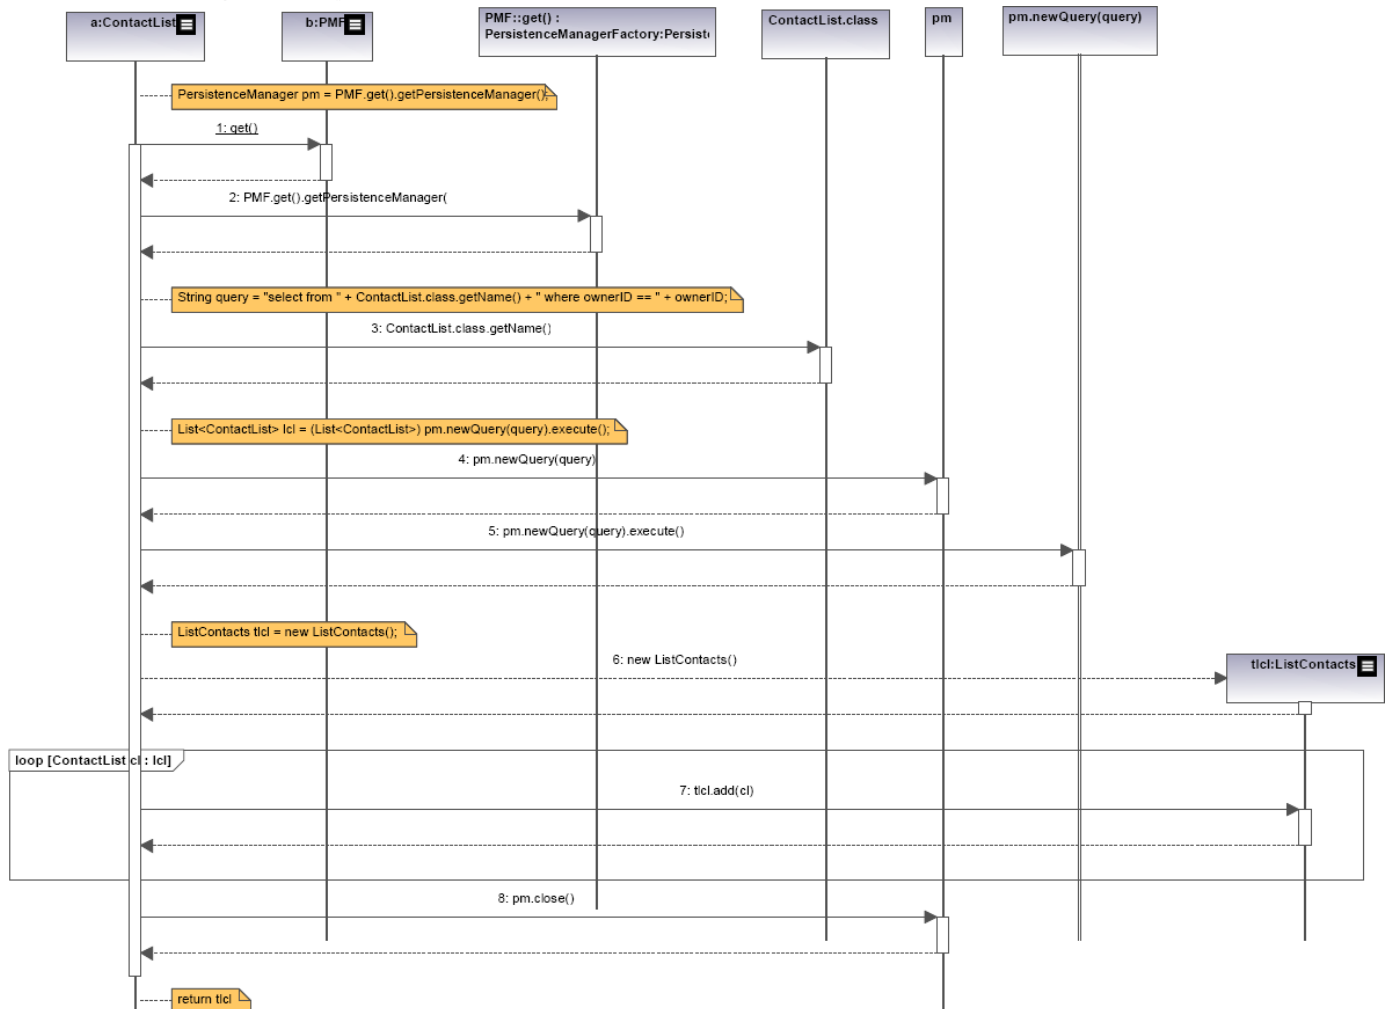 a:ContactList
b:PMF
PMF::get() :
PersistenceManagerFactory:Persist
ContactList.class
pm
pm.newQuery(query)
PersistenceManager pm = PMF.get().getPersistenceManager();
1: get()
2: PMF.get().getPersistenceManager(
String query = "select from " + ContactList.class.getName() + " where ownerID == " + ownerID;
3: ContactList.class.getName()
List<ContactList> lcl = (List<ContactList>) pm.newQuery(query).execute();
4: pm.newQuery(query)
5: pm.newQuery(query).execute()
ListContacts tlcl = new ListContacts();
6: new ListContacts()
tlcl:ListContacts
loop [ContactList cl : lcl]
7: tlcl.add(cl)
8: pm.close()
return tlcl